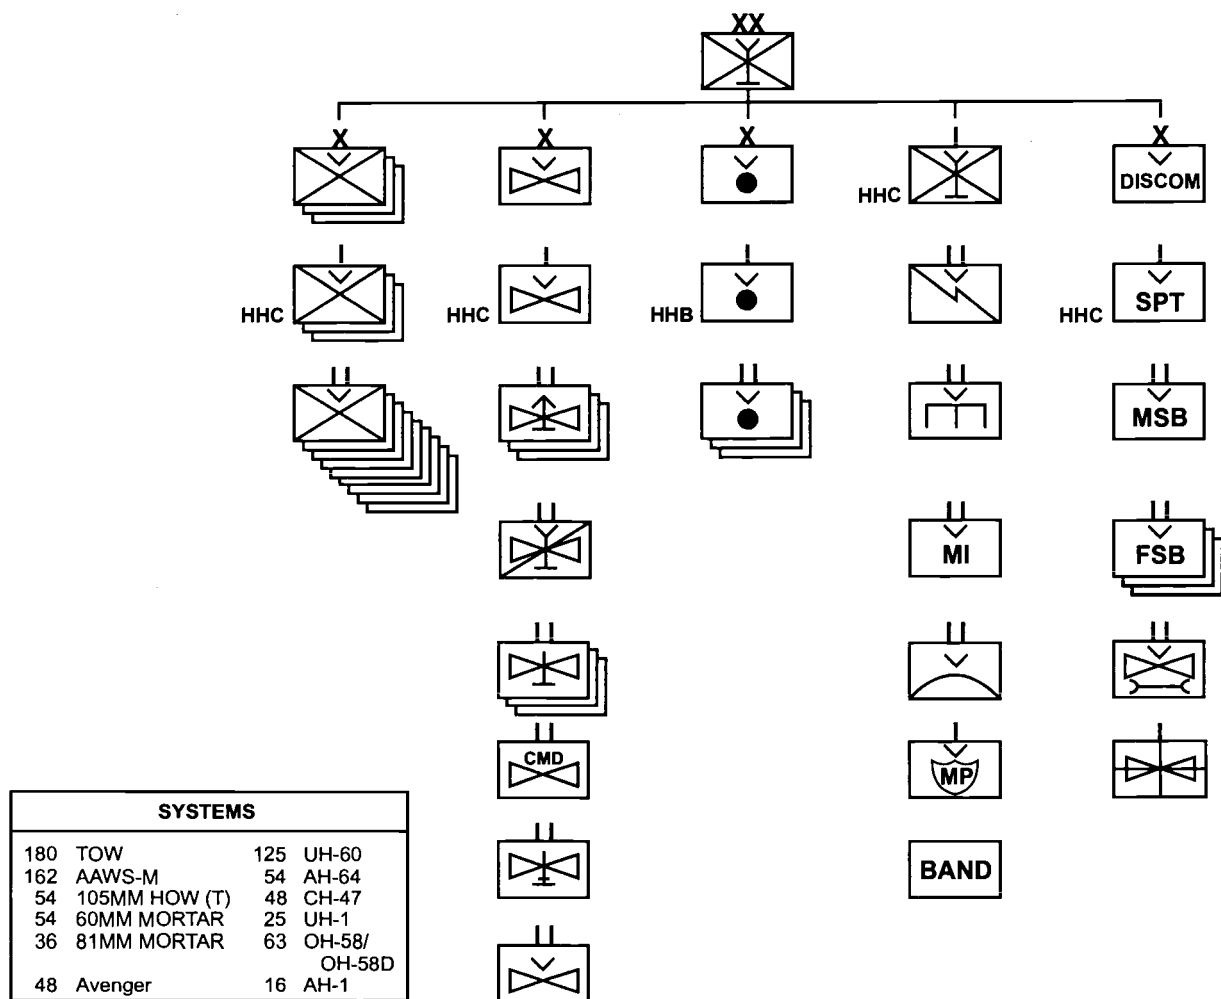 XX
X
X
X
I
X
DISCOM
HHC
I
I
I
II
I
HHC
HHC
HHB
HHC
SPT
II
II
II
II
II
MSB
II
II
II
MI
FSB
II
II
II
II
CMD
I
MP
I
II
BAND
II
SYSTEMS
180 TOW 125 UH-60
162 AAWS-M 54 AH-64
54 105MM HOW (T) 48 CH-47
54 60MM MORTAR 25 UH-1
36 81MM MORTAR 63 OH-58/
OH-58D
48 Avenger 16 AH-1